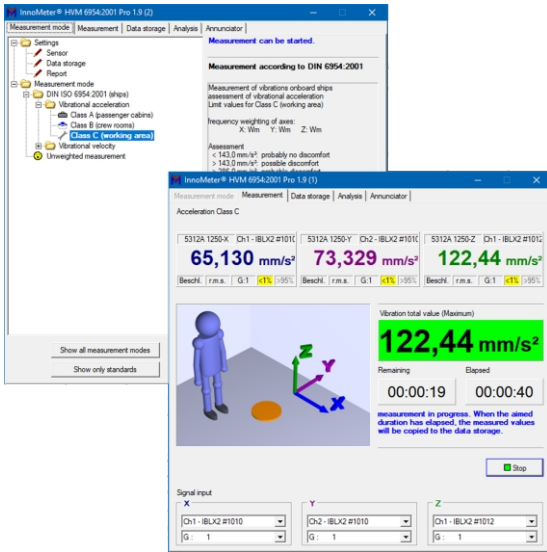 InnoMeter® HVM 6954:2001 Pro 1.9 (2)
Measurement mode Measurement Data storage Analysis Annunciator
Settings
Sensor
Data storage
Report
Measurement mode
DIN ISO 6954:2001 (ships)
Vibrational acceleration
Class A (passenger cabins)
Class B (crew rooms)
Class C (working area)
Vibrational velocity
Unweighted measurement
Measurement can be started.
Measurement according to DIN 6954:2001
Measurement of vibrations onboard ships
assessment of vibrational acceleration
Limit values for Class C (working area)
frequency weighting of axes:
X: Wm Y: Wm Z: Wm
Assessment
< 143,0 mm/s²: probably no discomfort
> 143,0 mm/s²: possible discomfort
Show all measurement modes
Show only standards
InnoMeter® HVM 6954:2001 Pro 1.9 (1)
Measurement mode Measurement Data storage Analysis Annunciator
Acceleration Class C
5312A 1250-X Ch1 - IBLX2 #1010
65,130 mm/s²
Beschl. r.m.s. G:1 <1% >95%
5312A 1250-Y Ch2 - IBLX2 #1010
73,329 mm/s²
Beschl. r.m.s. G:1 <1% >95%
5312A 1250-Z Ch1 - IBLX2 #1012
122,44 mm/s²
Beschl. r.m.s. G:1 <1% >95%
Z
Y
X
Vibration total value (Maximum)
122,44 mm/s²
Remaining Elapsed
00:00:19 00:00:40
measurement in progress. When the aimed
duration has elapsed, the measured values
will be copied to the data storage.
Stop
Signal input
X Y Z
Ch1 - IBLX2 #1010 Ch2 - IBLX2 #1010 Ch1 - IBLX2 #1012
G : 1 G : 1 G : 1